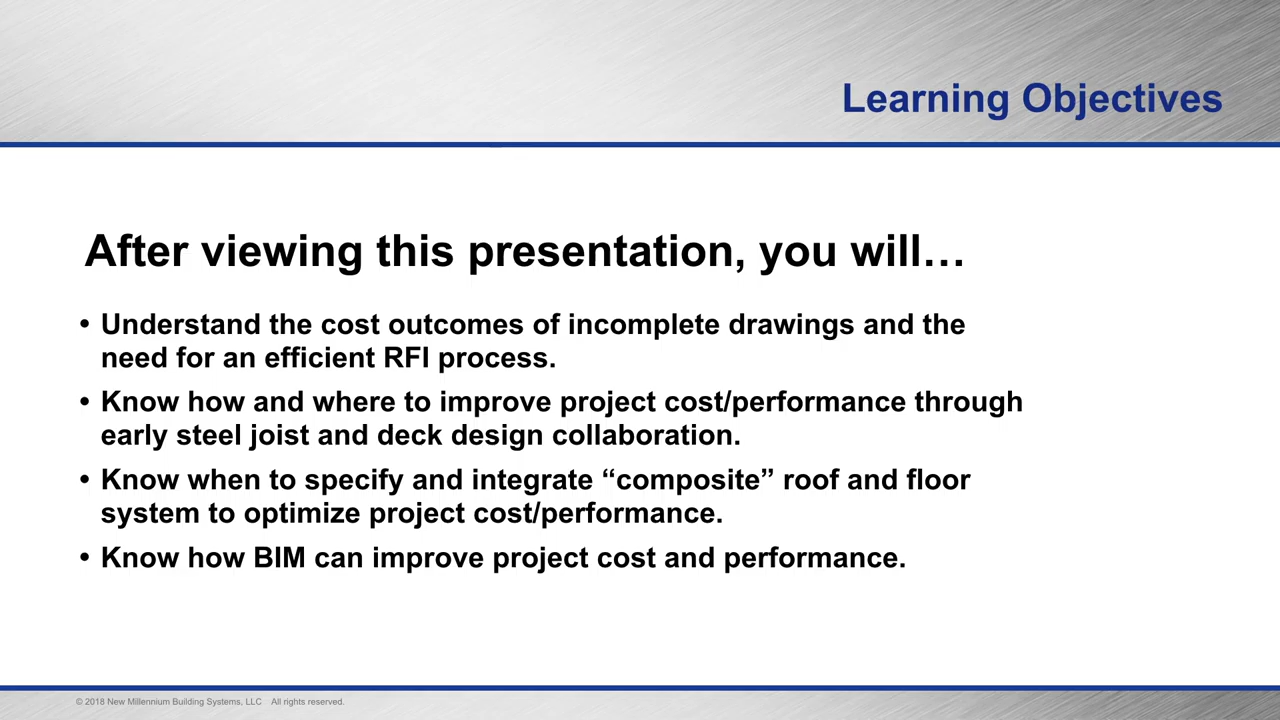 Learning Objectives
After viewing this presentation, you will…
• Understand the cost outcomes of incomplete drawings and the
need for an efficient RFI process.
• Know how and where to improve project cost/performance through
early steel joist and deck design collaboration.
• Know when to specify and integrate “composite” roof and floor
system to optimize project cost/performance.
• Know how BIM can improve project cost and performance.
© 2018 New Millennium Building Systems, LLC All rights reserved.